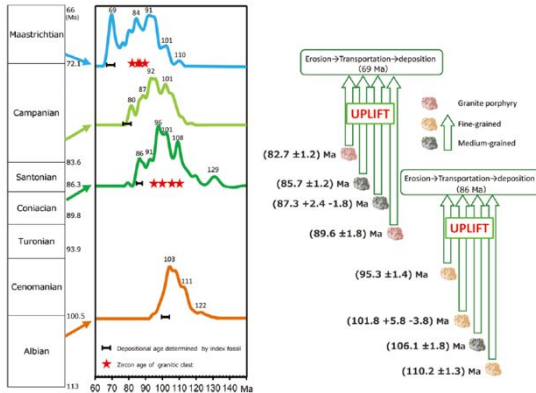 66
(Ma)
Maastrichtian
72.1
Campanian
83.6
Santonian
86.3
Coniacian
89.8
Turonian
93.9
Cenomanian
100.5
Albian
113
69
76
84
91
101
110
80
87
92
101
86
91
96
101
108
129
103
111
122
Depositional age determined by index fossil
Zircon age of granitic clast
60 70 80 90 100 110 120 130 140 Ma
Erosion→Transportation→deposition
(69 Ma)
UPLIFT
(82.7 ±1.2) Ma
(85.7 ±1.2) Ma
(87.3 +2.4 -1.8) Ma
(89.6 ±1.8) Ma
Granite porphyry
Fine-grained
Medium-grained
Erosion→Transportation→deposition
(86 Ma)
UPLIFT
(95.3 ±1.4) Ma
(101.8 +5.8 -3.8) Ma
(106.1 ±1.8) Ma
(110.2 ±1.3) Ma